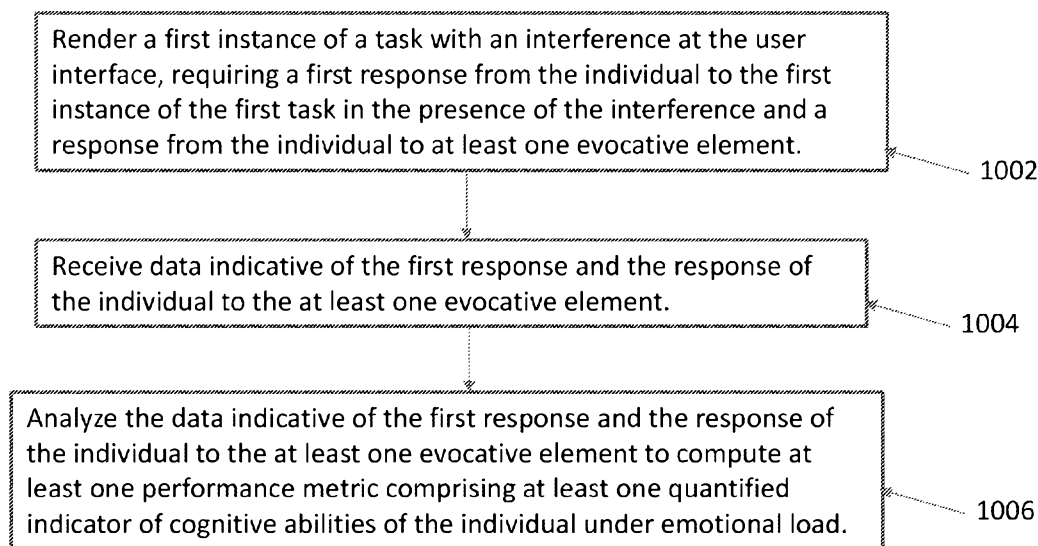 Render a first instance of a task with an interference at the user
interface, requiring a first response from the individual to the first
instance of the first task in the presence of the interference and a
response from the individual to at least one evocative element.
1002
Receive data indicative of the first response and the response of
the individual to the at least one evocative element.
1004
Analyze the data indicative of the first response and the response of
the individual to the at least one evocative element to compute at
least one performance metric comprising at least one quantified
indicator of cognitive abilities of the individual under emotional load.
1006